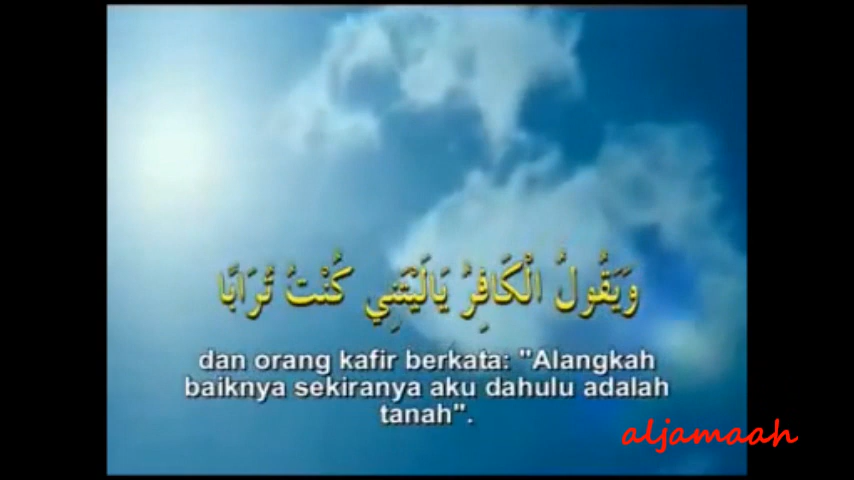 وَيَقُولُ الْكَافِرُ يَالَيْتَنِي كُنْتُ تُرَابًا
dan orang kafir berkata: "Alangkah
baiknya sekiranya aku dahulu adalah
tanah".
aljamaah